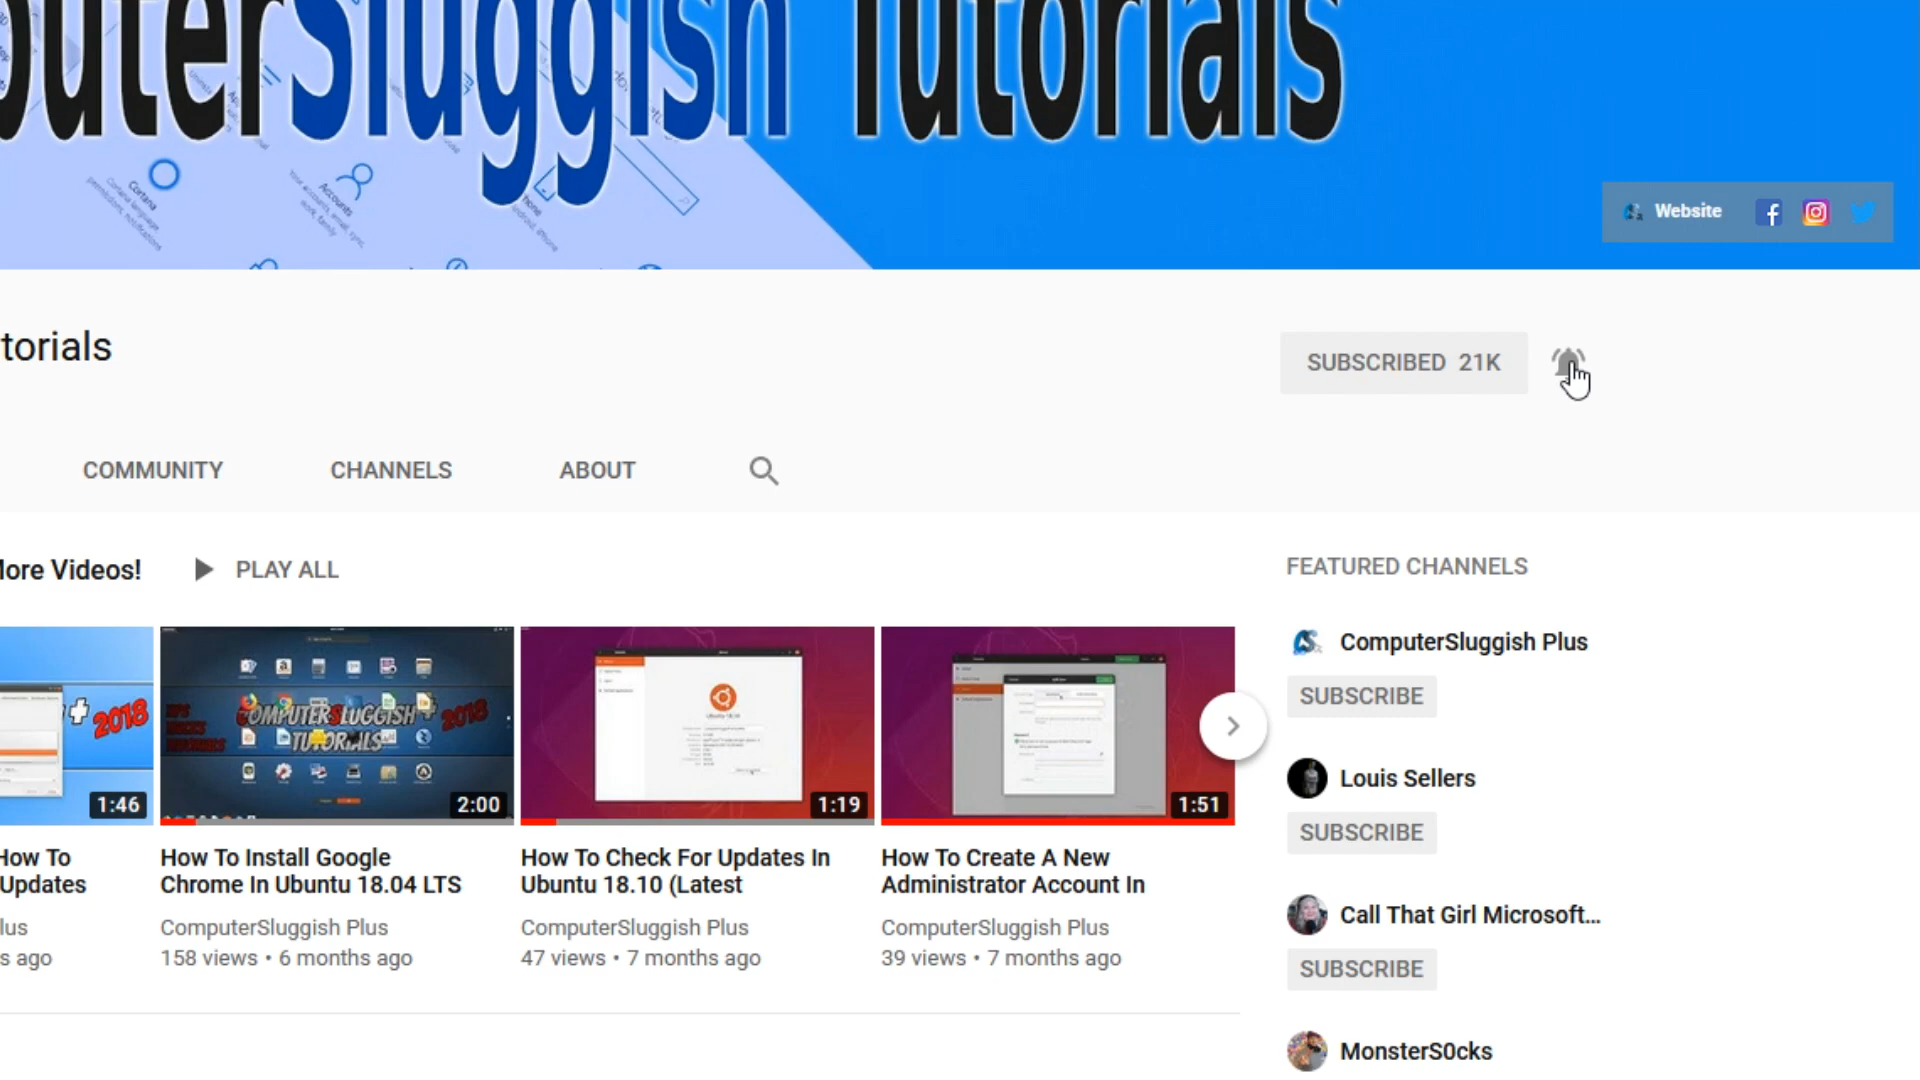 puterSluggish Tutorials
Cortana
Accounts
Website
torials
SUBSCRIBED 21K
COMMUNITY
CHANNELS
ABOUT
More Videos!
PLAY ALL
FEATURED CHANNELS
ComputerSluggish Plus
SUBSCRIBE
Louis Sellers
SUBSCRIBE
Call That Girl Microsoft...
SUBSCRIBE
MonsterS0cks
+ 2018
1:46
COMPUTERSLUGGISH + 2018
TUTORIALS
2:00
1:19
1:51
How To
Updates
lus
s ago
How To Install Google
Chrome In Ubuntu 18.04 LTS
ComputerSluggish Plus
158 views • 6 months ago
How To Check For Updates In
Ubuntu 18.10 (Latest
ComputerSluggish Plus
47 views • 7 months ago
How To Create A New
Administrator Account In
ComputerSluggish Plus
39 views • 7 months ago